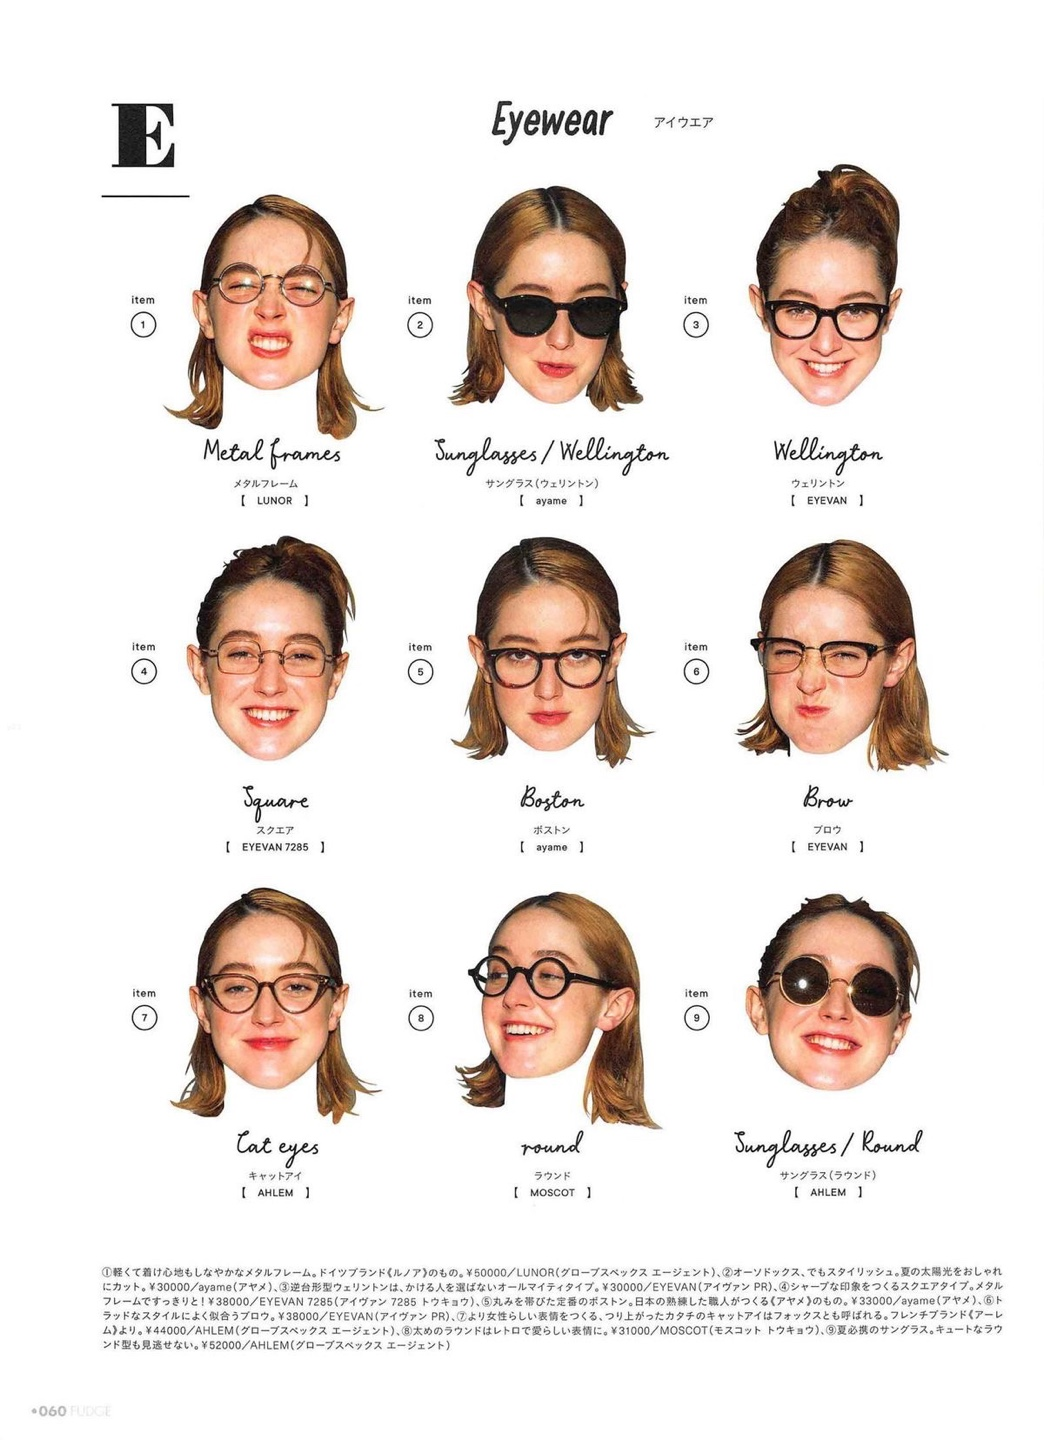 E
Eyewear アイウエア
item
1
item
2
item
3
Metal frames
メタルフレーム
【 LUNOR 】
Sunglasses / Wellington
サングラス(ウェリントン)
【 ayame 】
Wellington
ウェリントン
【 EYEVAN 】
item
4
item
5
item
6
Square
スクエア
【 EYEVAN 7285 】
Boston
ボストン
【 ayame 】
Brow
ブロウ
【 EYEVAN 】
item
7
item
8
item
9
Cat eyes
キャットアイ
【 AHLEM 】
round
ラウンド
【 MOSCOT 】
Sunglasses / Round
サングラス(ラウンド)
【 AHLEM 】
①軽くて着け心地もしなやかなメタルフレーム。ドイツブランド《ルノア》のもの。¥50000/LUNOR(グローブスペックス エージェント)、②オーソドックス、でもスタイリッシュ。夏の太陽光をおしゃれ
にカット。¥30000/ayame(アヤメ)、③逆台形型ウェリントンは、かける人を選ばないオールマイティタイプ。¥30000/EYEVAN(アイヴァン PR)、④シャープな印象をつくるスクエアタイプ。メタル
フレームですっきりと!¥38000/EYEVAN 7285(アイヴァン 7285 トウキョウ)、⑤丸みを帯びた定番のボストン。日本の熟練した職人がつくる《アヤメ》のもの。¥33000/ayame(アヤメ)、⑥ト
ラッドなスタイルによく似合うブロウ。¥38000/EYEVAN(アイヴァン PR)、⑦より女性らしい表情をつくる、つり上がったカタチのキャットアイはフォックスとも呼ばれる。フレンチブランド《アーレ
ム》より。¥44000/AHLEM(グローブスペックス エージェント)、⑧太めのラウンドはレトロで愛らしい表情に。¥31000/MOSCOT(モスコット トウキョウ)、⑨夏必携のサングラス。キュートなラウ
ンド型も見逃せない。¥52000/AHLEM(グローブスペックス エージェント)
•060 FUDGE